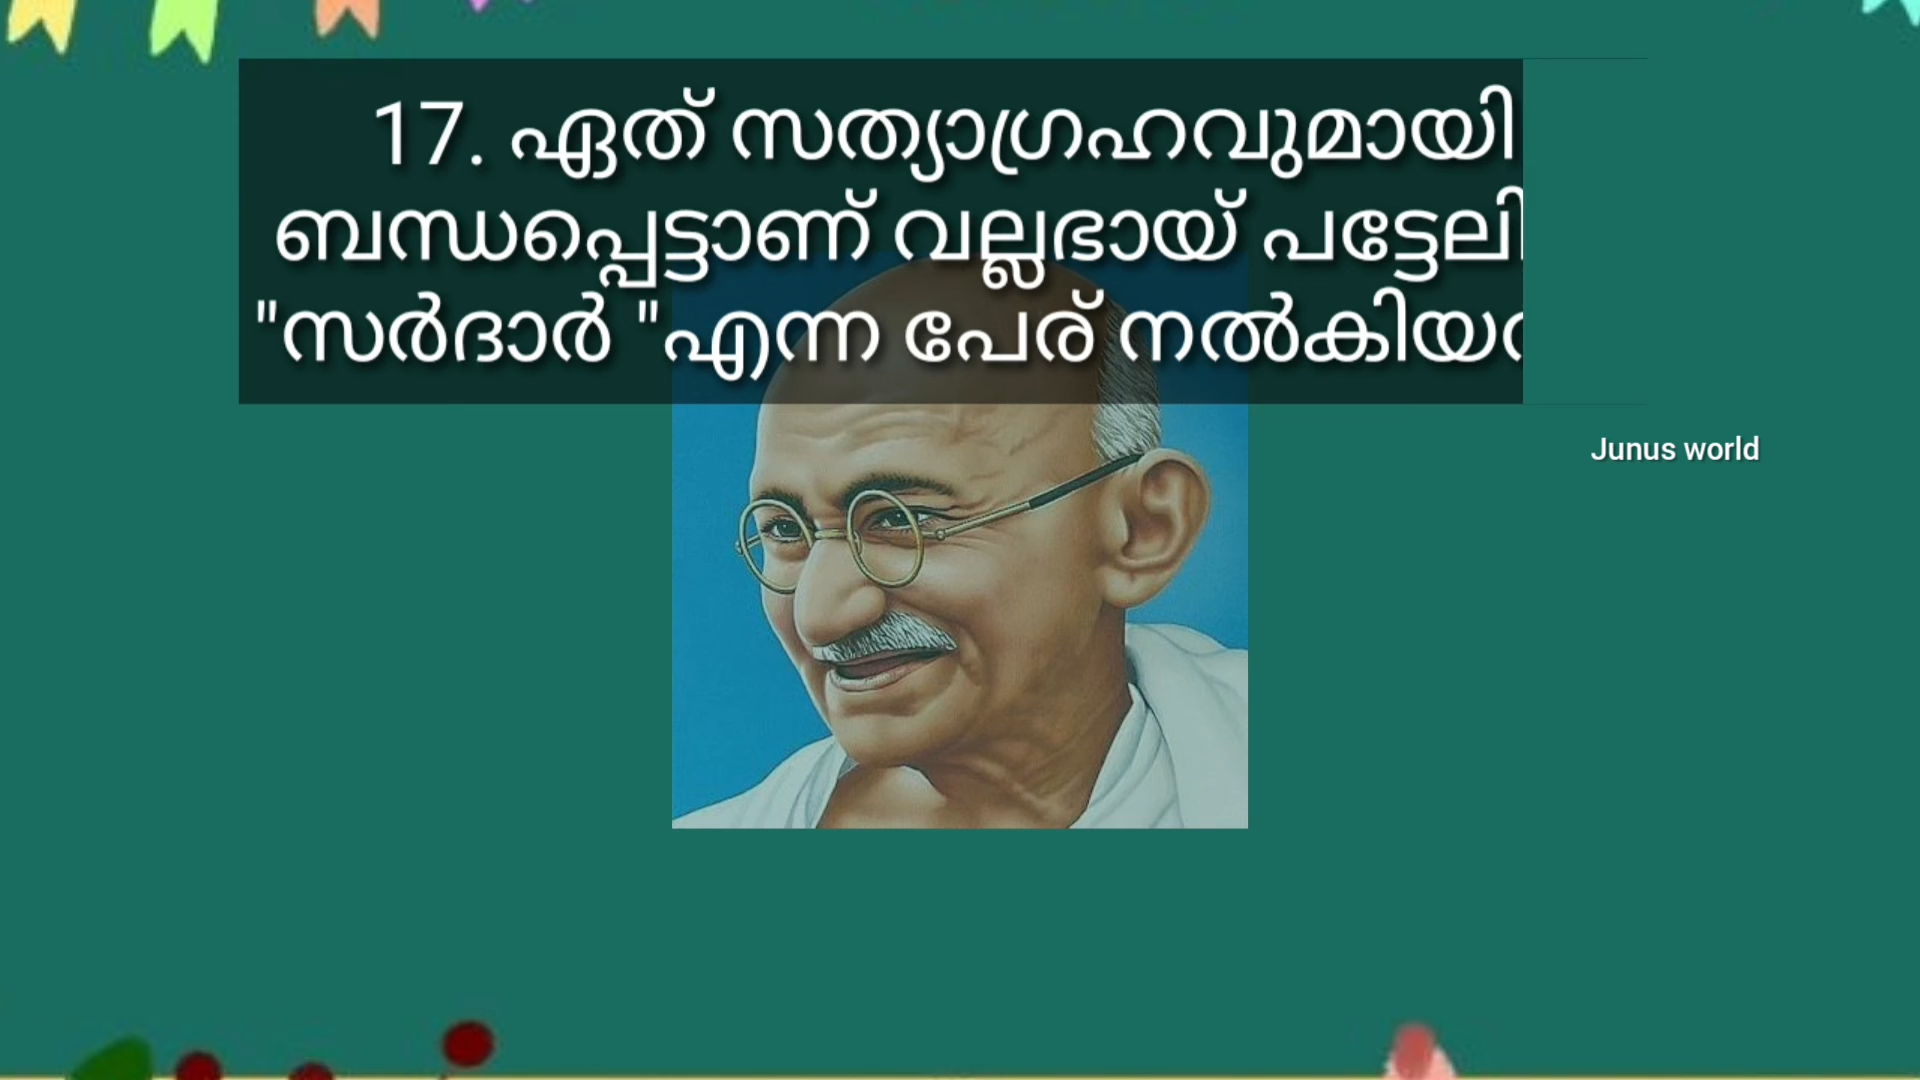 17. ഏത് സത്യാഗ്രഹവുമായി
ബന്ധപ്പെട്ടാണ് വല്ലഭായ് പട്ടേലി
"സർദാർ "എന്ന പേര് നൽകിയ
Junus world